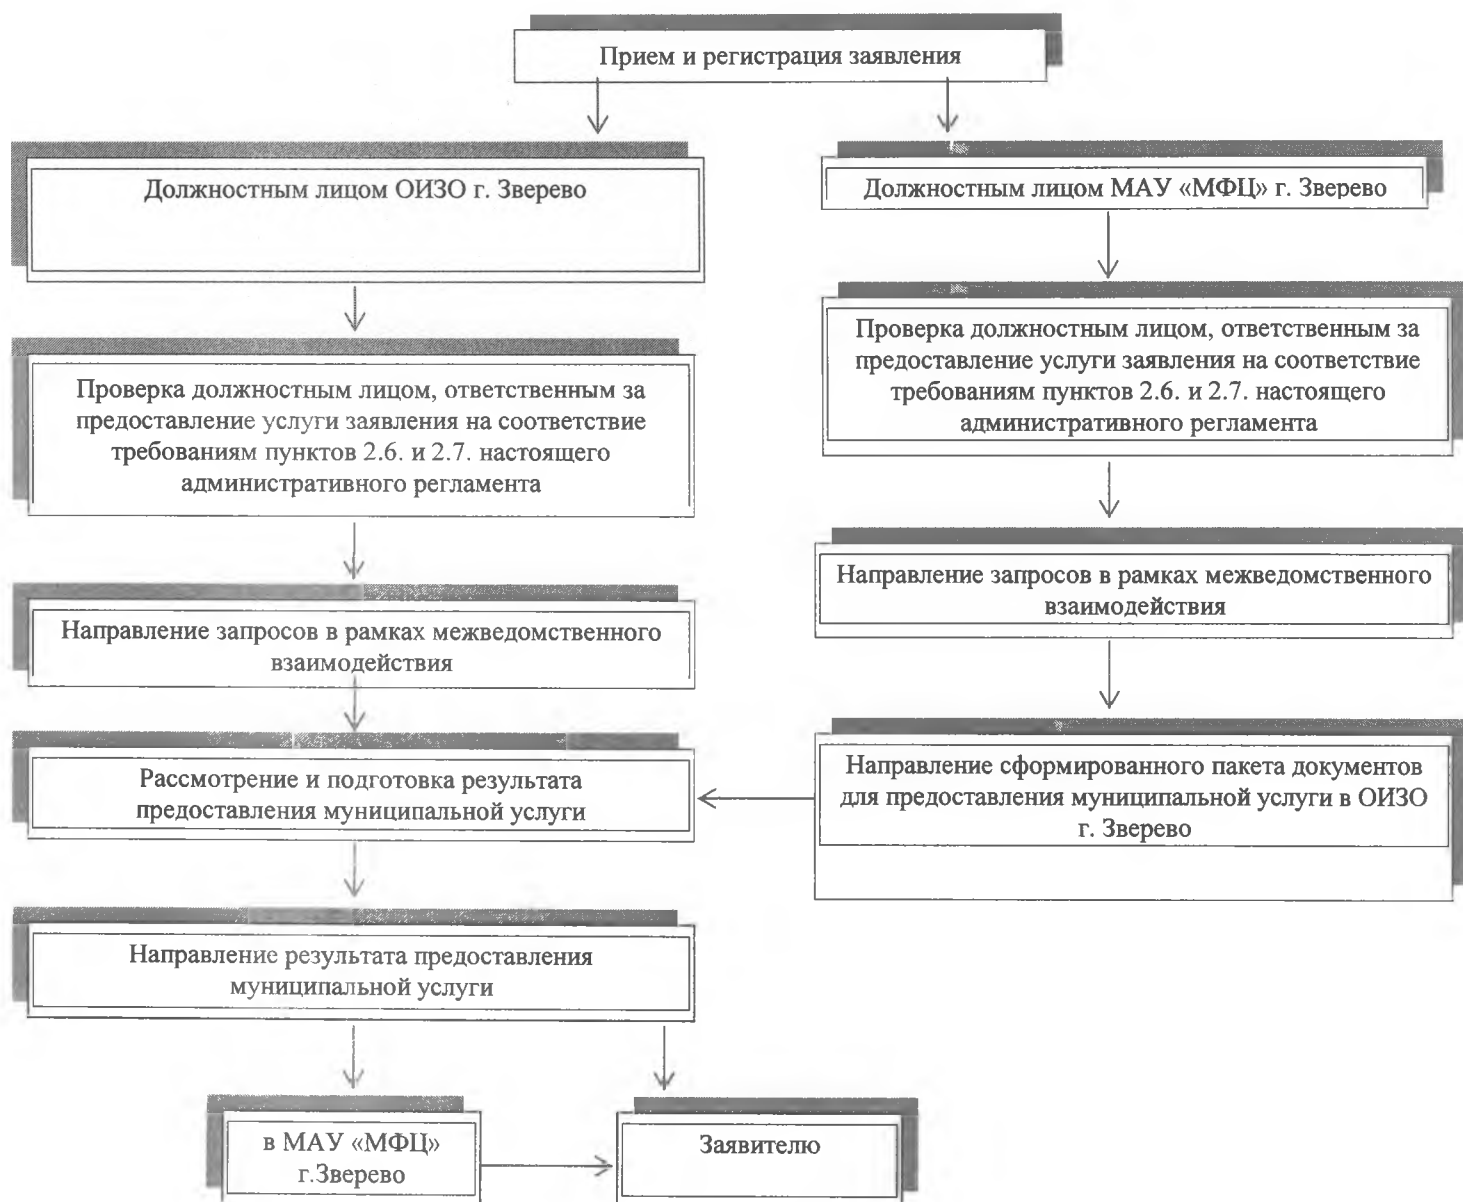 Прием и регистрация заявления
Должностным лицом ОИЗО г. Зверево
Должностным лицом МАУ «МФЦ» г. Зверево
Проверка должностным лицом, ответственным за
предоставление услуги заявления на соответствие
требованиям пунктов 2.6. и 2.7. настоящего
административного регламента
Проверка должностным лицом, ответственным за
предоставление услуги заявления на соответствие
требованиям пунктов 2.6. и 2.7. настоящего
административного регламента
Направление запросов в рамках межведомственного
взаимодействия
Направление запросов в рамках межведомственного
взаимодействия
Рассмотрение и подготовка результата
предоставления муниципальной услуги
Направление сформированного пакета документов
для предоставления муниципальной услуги в ОИЗО
г. Зверево
Направление результата предоставления
муниципальной услуги
в МАУ «МФЦ»
г.Зверево
Заявителю